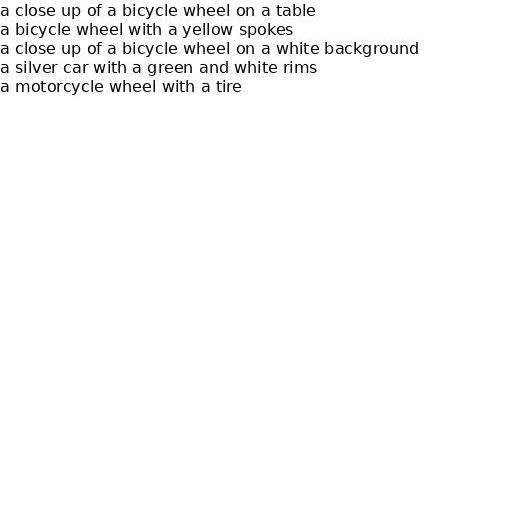 a close up of a bicycle wheel on a table
a bicycle wheel with a yellow spokes
a close up of a bicycle wheel on a white background
a silver car with a green and white rims
a motorcycle wheel with a tire